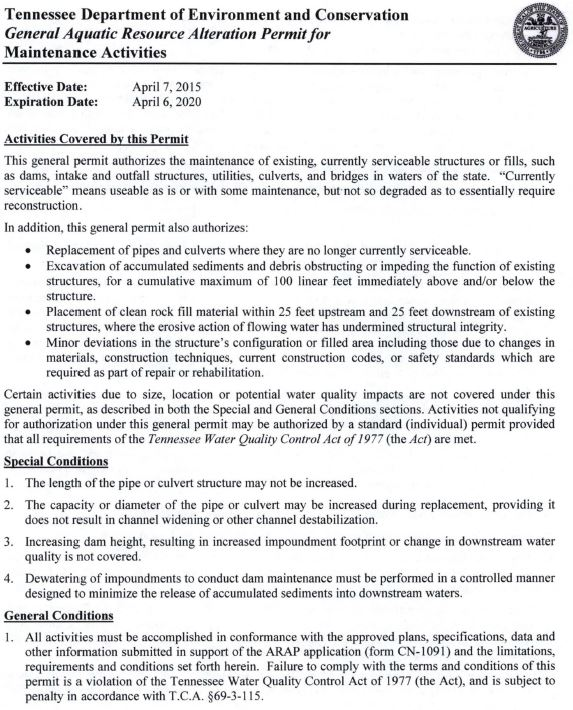 Tennessee Department of Environment and Conservation
General Aquatic Resource Alteration Permit for
Maintenance Activities
AGRICULTURE
Effective Date: April 7, 2015
Expiration Date: April 6, 2020
Activities Covered by this Permit
This general permit authorizes the maintenance of existing, currently serviceable structures or fills, such
as dams, intake and outfall structures, utilities, culverts, and bridges in waters of the state. “Currently
serviceable” means useable as is or with some maintenance, but not so degraded as to essentially require
reconstruction.
In addition, this general permit also authorizes:
• Replacement of pipes and culverts where they are no longer currently serviceable.
• Excavation of accumulated sediments and debris obstructing or impeding the function of existing
structures, for a cumulative maximum of 100 linear feet immediately above and/or below the
structure.
• Placement of clean rock fill material within 25 feet upstream and 25 feet downstream of existing
structures, where the erosive action of flowing water has undermined structural integrity.
• Minor deviations in the structure’s configuration or filled area including those due to changes in
materials, construction techniques, current construction codes, or safety standards which are
required as part of repair or rehabilitation.
Certain activities due to size, location or potential water quality impacts are not covered under this
general permit, as described in both the Special and General Conditions sections. Activities not qualifying
for authorization under this general permit may be authorized by a standard (individual) permit provided
that all requirements of the Tennessee Water Quality Control Act of 1977 (the Act) are met.
Special Conditions
1. The length of the pipe or culvert structure may not be increased.
2. The capacity or diameter of the pipe or culvert may be increased during replacement, providing it
does not result in channel widening or other channel destabilization.
3. Increasing dam height, resulting in increased impoundment footprint or change in downstream water
quality is not covered.
4. Dewatering of impoundments to conduct dam maintenance must be performed in a controlled manner
designed to minimize the release of accumulated sediments into downstream waters.
General Conditions
1. All activities must be accomplished in conformance with the approved plans, specifications, data and
other information submitted in support of the ARAP application (form CN-1091) and the limitations,
requirements and conditions set forth herein. Failure to comply with the terms and conditions of this
permit is a violation of the Tennessee Water Quality Control Act of 1977 (the Act), and is subject to
penalty in accordance with T.C.A. §69-3-115.